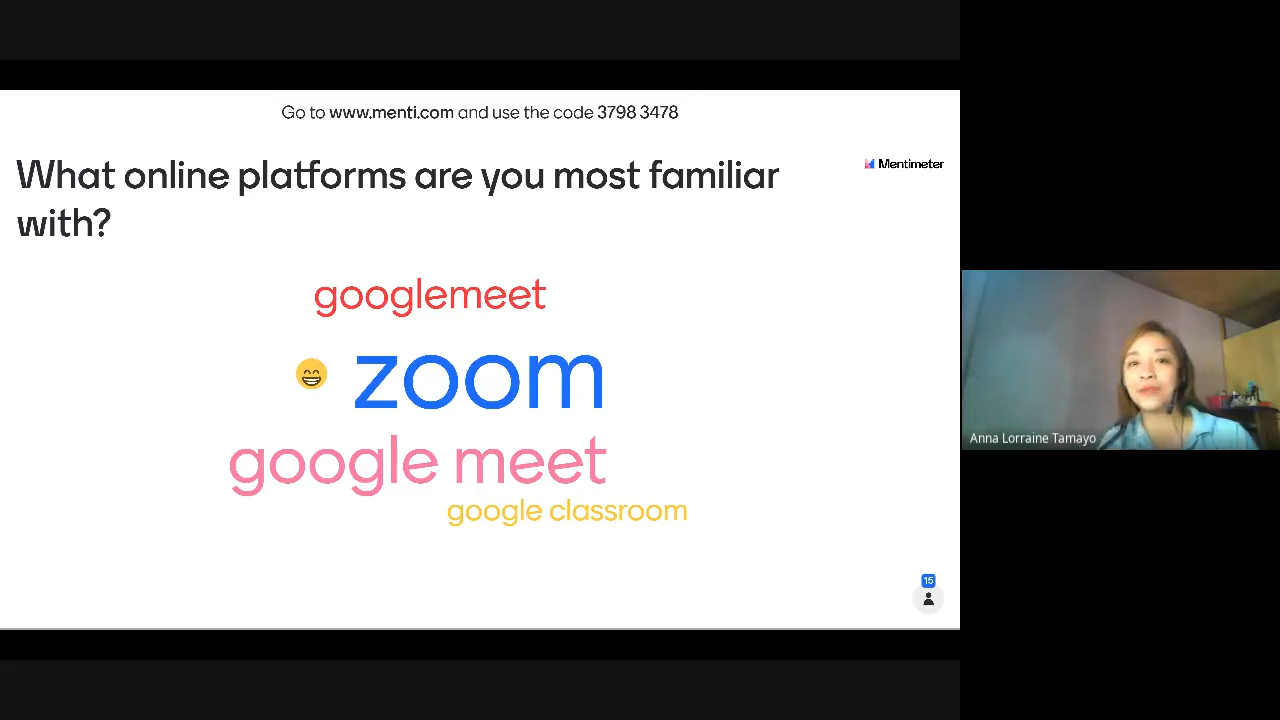 Go to www.menti.com and use the code 3798 3478
What online platforms are you most familiar
with?
Mentimeter
googlemeet
😁 zoom
google meet
google classroom
15
Anna Lorraine Tamayo